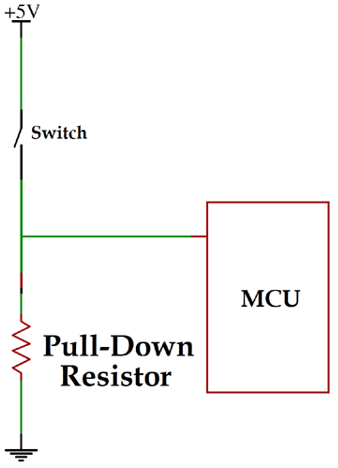 +5V
Switch
MCU
Pull-Down
Resistor